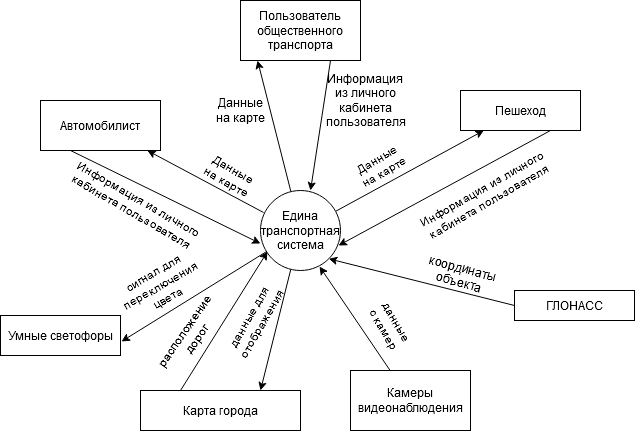 Пользователь
общественного
транспорта
Информация
из личного
кабинета
пользователя
Данные
на карте
Автомобилист
Данные
на карте
Информация из личного
кабинета пользователя
Пешеход
Данные
на карте
Информация из личного
кабинета пользователя
Едина
транспортная
система
сигнал для
переключения
цвета
Умные светофоры
расположение
дорог
данные для
отображения
Карта города
данные
с камер
Камеры
видеонаблюдения
координаты
объекта
ГЛОНАСС